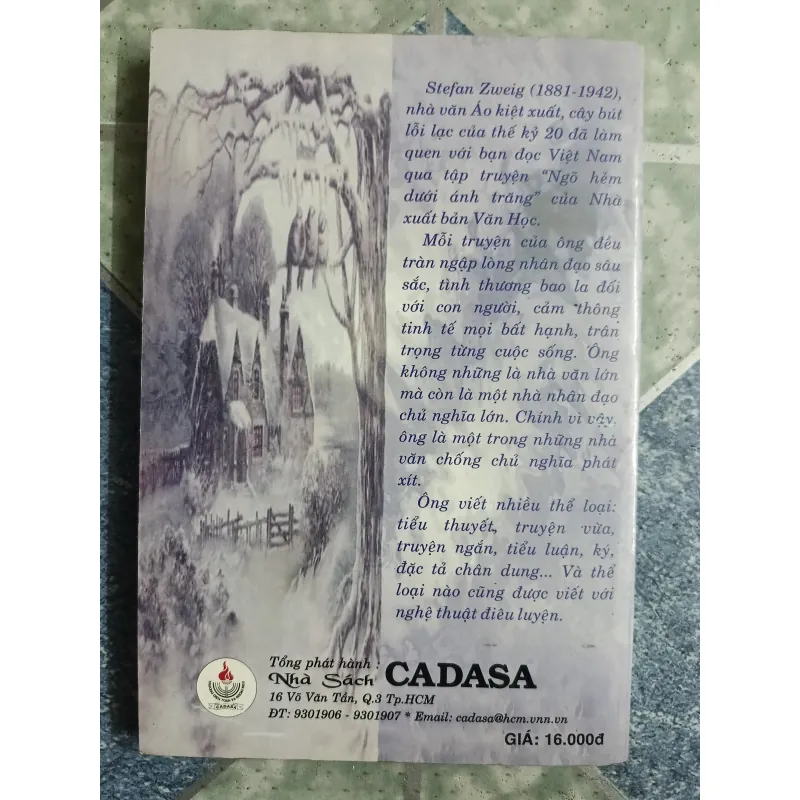 Stefan Zweig (1881-1942),
nhà văn Áo kiệt xuất, cây bút
lỗi lạc của thế kỷ 20 đã làm
quen với bạn đọc Việt Nam
qua tập truyện "Ngõ hẻm
dưới ánh trăng" của Nhà
xuất bản Văn Học.
Mỗi truyện của ông đều
tràn ngập lòng nhân đạo sâu
sắc, tình thương bao la đối
với con người, cảm thông
tinh tế mọi bất hạnh, trân
trọng từng cuộc sống. Ông
không những là nhà văn lớn
mà còn là một nhà nhân đạo
chủ nghĩa lớn. Chính vì vậy,
ông là một trong những nhà
văn chống chủ nghĩa phát
xít.
Ông viết nhiều thể loại:
tiểu thuyết, truyện vừa,
truyện ngắn, tiểu luận, ký,
đặc tả chân dung... Và thể
loại nào cũng được viết với
nghệ thuật điêu luyện.
Tổng phát hành :
Nhà Sách CADASA
16 Võ Văn Tần, Q.3 Tp.HCM
ĐT: 9301906 - 9301907 * Email: cadasa@hcm.vnn.vn
GIÁ: 16.000đ
CADASA